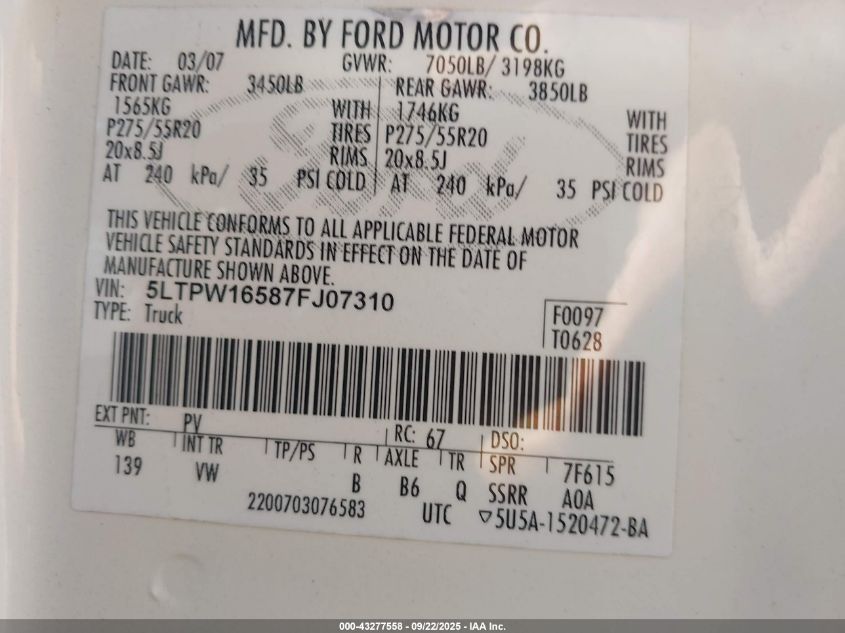 MFD. BY FORD MOTOR CO.
DATE: 03/07 GVWR: 7050LB/ 3198KG
FRONT GAWR: 3450LB REAR GAWR: 3850LB
1565KG WITH 1746KG WITH
P275/55R20 TIRES P275/55R20 TIRES
20x8.5J RIMS 20x8.5J RIMS
AT 240 kPa/ 35 PSI COLD AT 240 kPa/ 35 PSI COLD
Ford
THIS VEHICLE CONFORMS TO ALL APPLICABLE FEDERAL MOTOR
VEHICLE SAFETY STANDARDS IN EFFECT ON THE DATE OF
MANUFACTURE SHOWN ABOVE.
VIN: 5LTPW16587FJ07310
TYPE: Truck
F0097
T0628
EXT PNT: PV RC: 67 DSO:
WB INT TR TP/PS R AXLE TR SPR 7F615
139 VW B B6 Q SSRR AOA
2200703076583 UTC ▽5U5A-1520472-BA
000-43277558 - 09/22/2025 - IAA Inc.